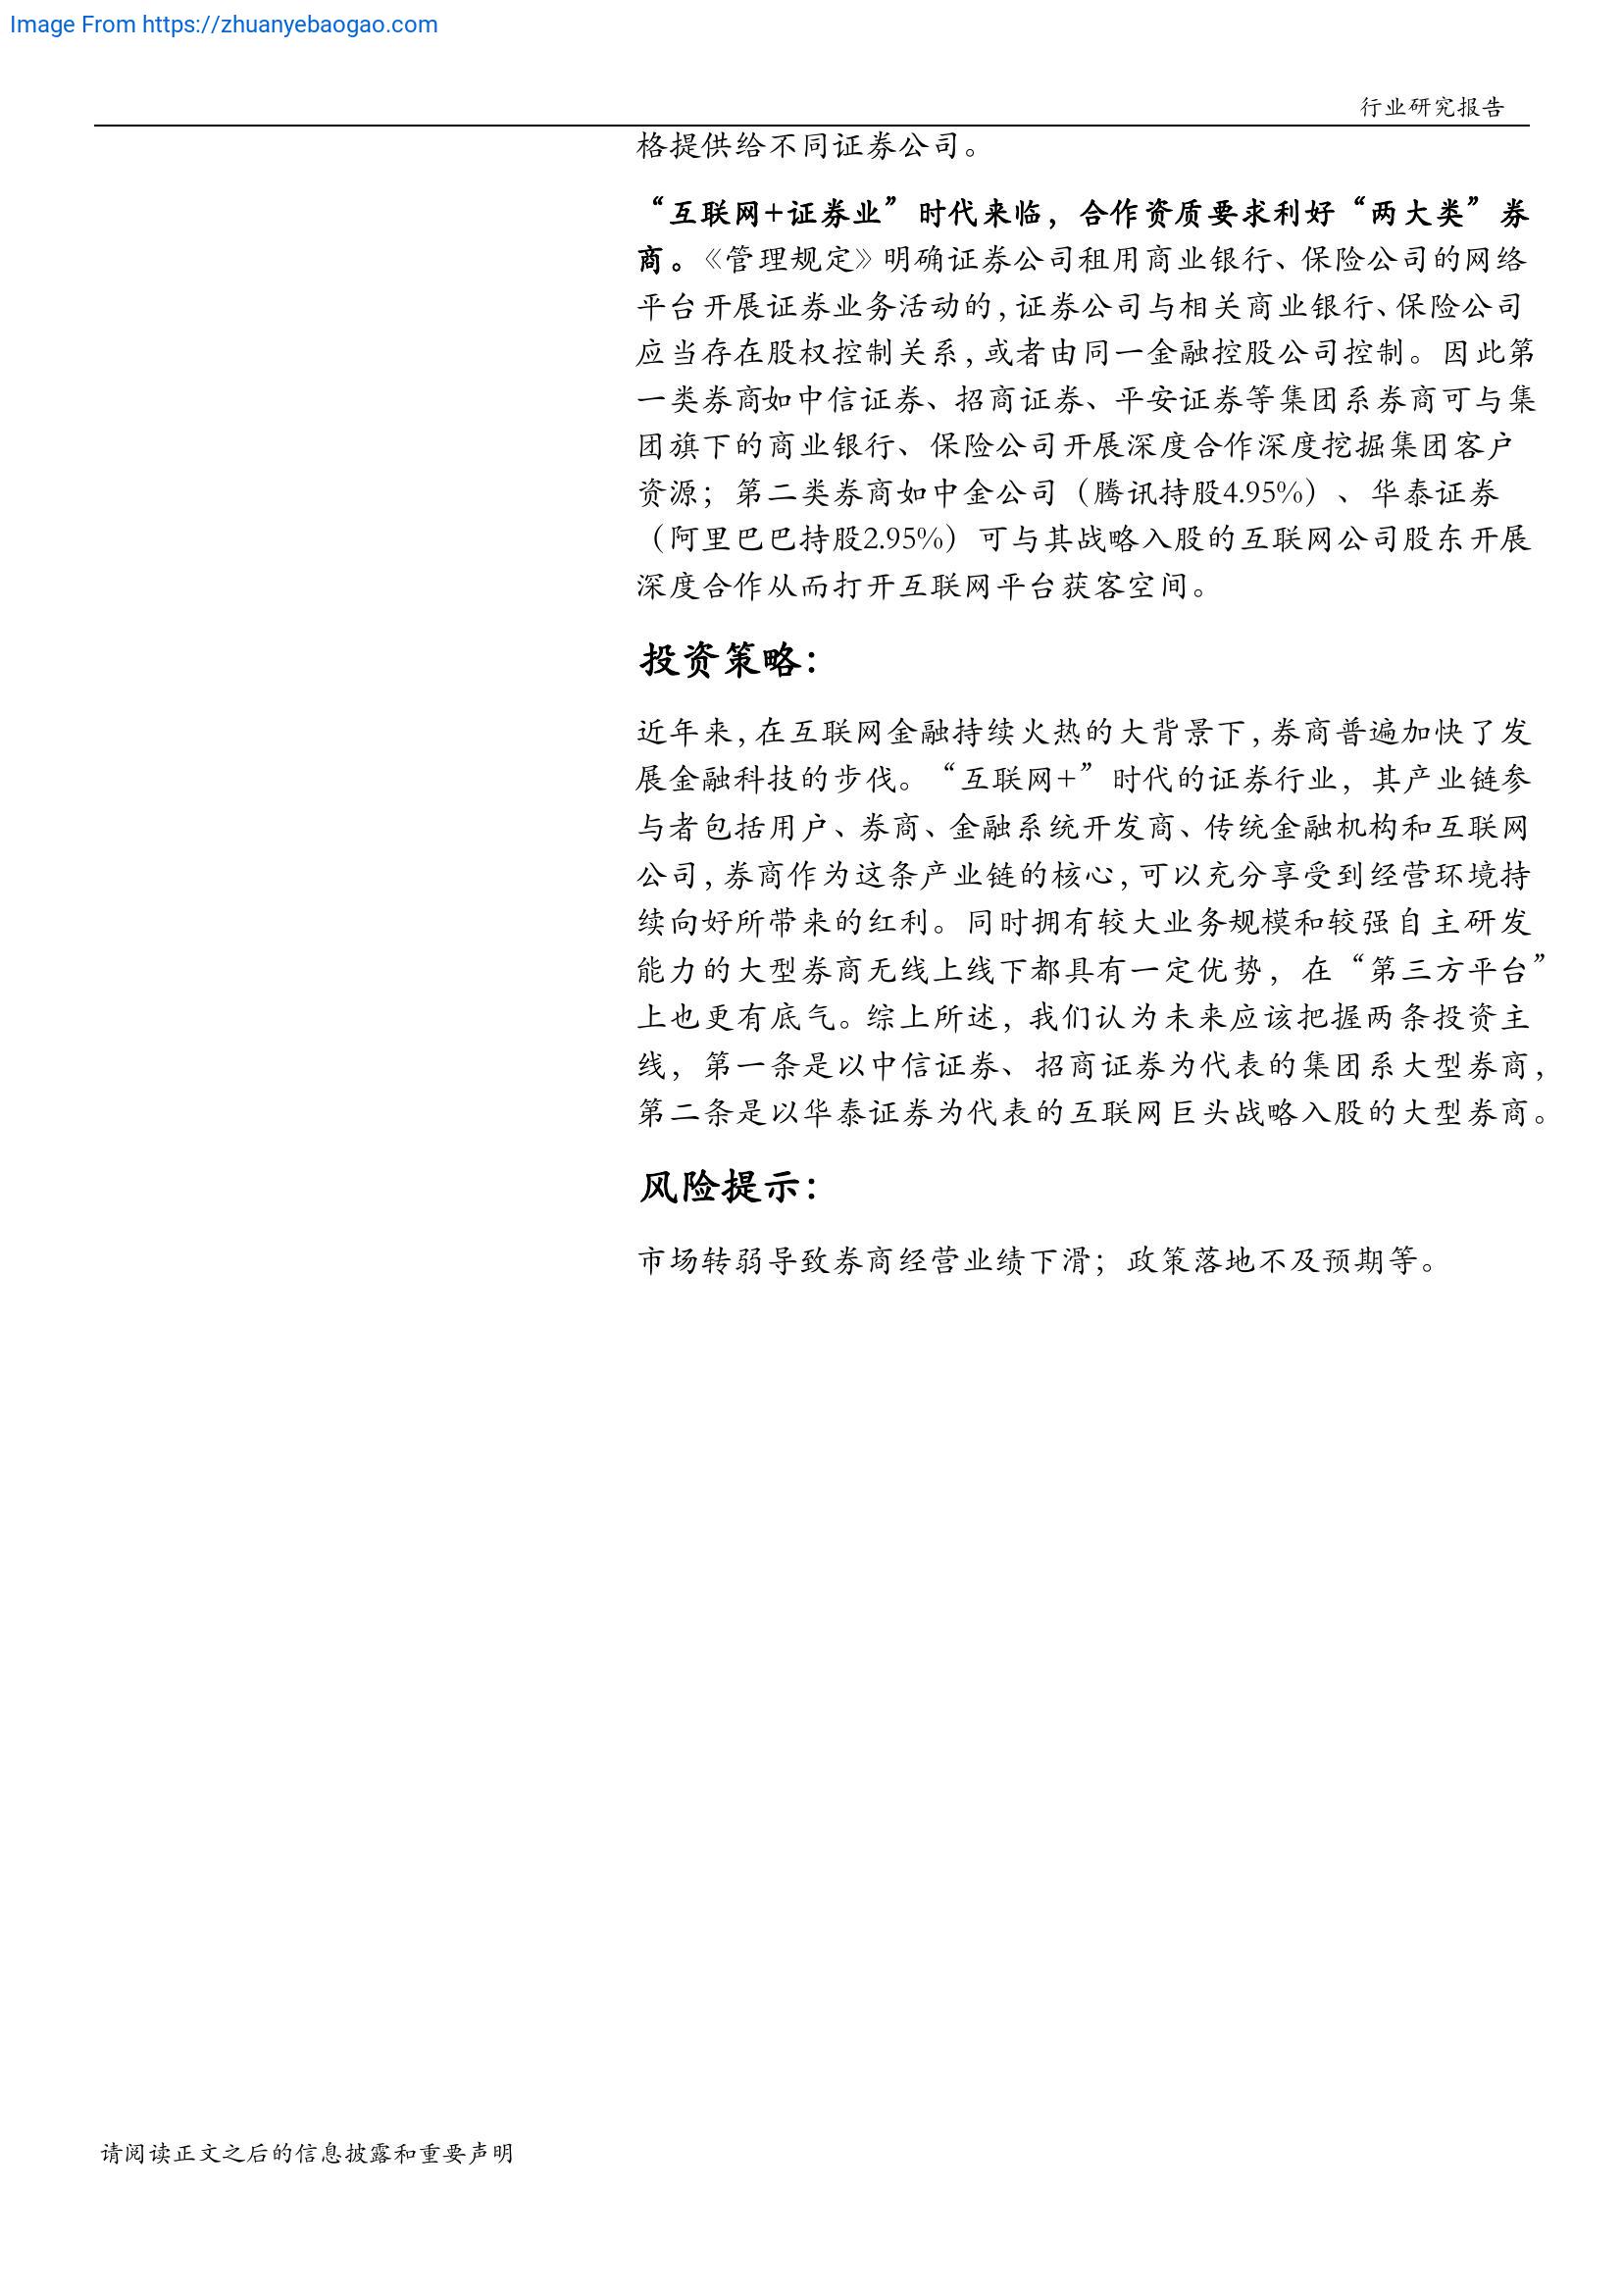 Image From https://zhuanyebaogao.com
行业研究报告
格提供给不同证券公司。
“互联网+证券业”时代来临，合作资质要求利好“两大类”券
商。《管理规定》明确证券公司租用商业银行、保险公司的网络
平台开展证券业务活动的，证券公司与相关商业银行、保险公司
应当存在股权控制关系，或者由同一金融控股公司控制。因此第
一类券商如中信证券、招商证券、平安证券等集团系券商可与集
团旗下的商业银行、保险公司开展深度合作深度挖掘集团客户
资源；第二类券商如中金公司（腾讯持股4.95%）、华泰证券
（阿里巴巴持股2.95%）可与其战略入股的互联网公司股东开展
深度合作从而打开互联网平台获客空间。
投资策略：
近年来，在互联网金融持续火热的大背景下，券商普遍加快了发
展金融科技的步伐。“互联网+”时代的证券行业，其产业链参
与者包括用户、券商、金融系统开发商、传统金融机构和互联网
公司，券商作为这条产业链的核心，可以充分享受到经营环境持
续向好所带来的红利。同时拥有较大业务规模和较强自主研发
能力的大型券商无线上线下都具有一定优势，在“第三方平台”
上也更有底气。综上所述，我们认为未来应该把握两条投资主
线，第一条是以中信证券、招商证券为代表的集团系大型券商，
第二条是以华泰证券为代表的互联网巨头战略入股的大型券商。
风险提示：
市场转弱导致券商经营业绩下滑；政策落地不及预期等。
请阅读正文之后的信息披露和重要声明